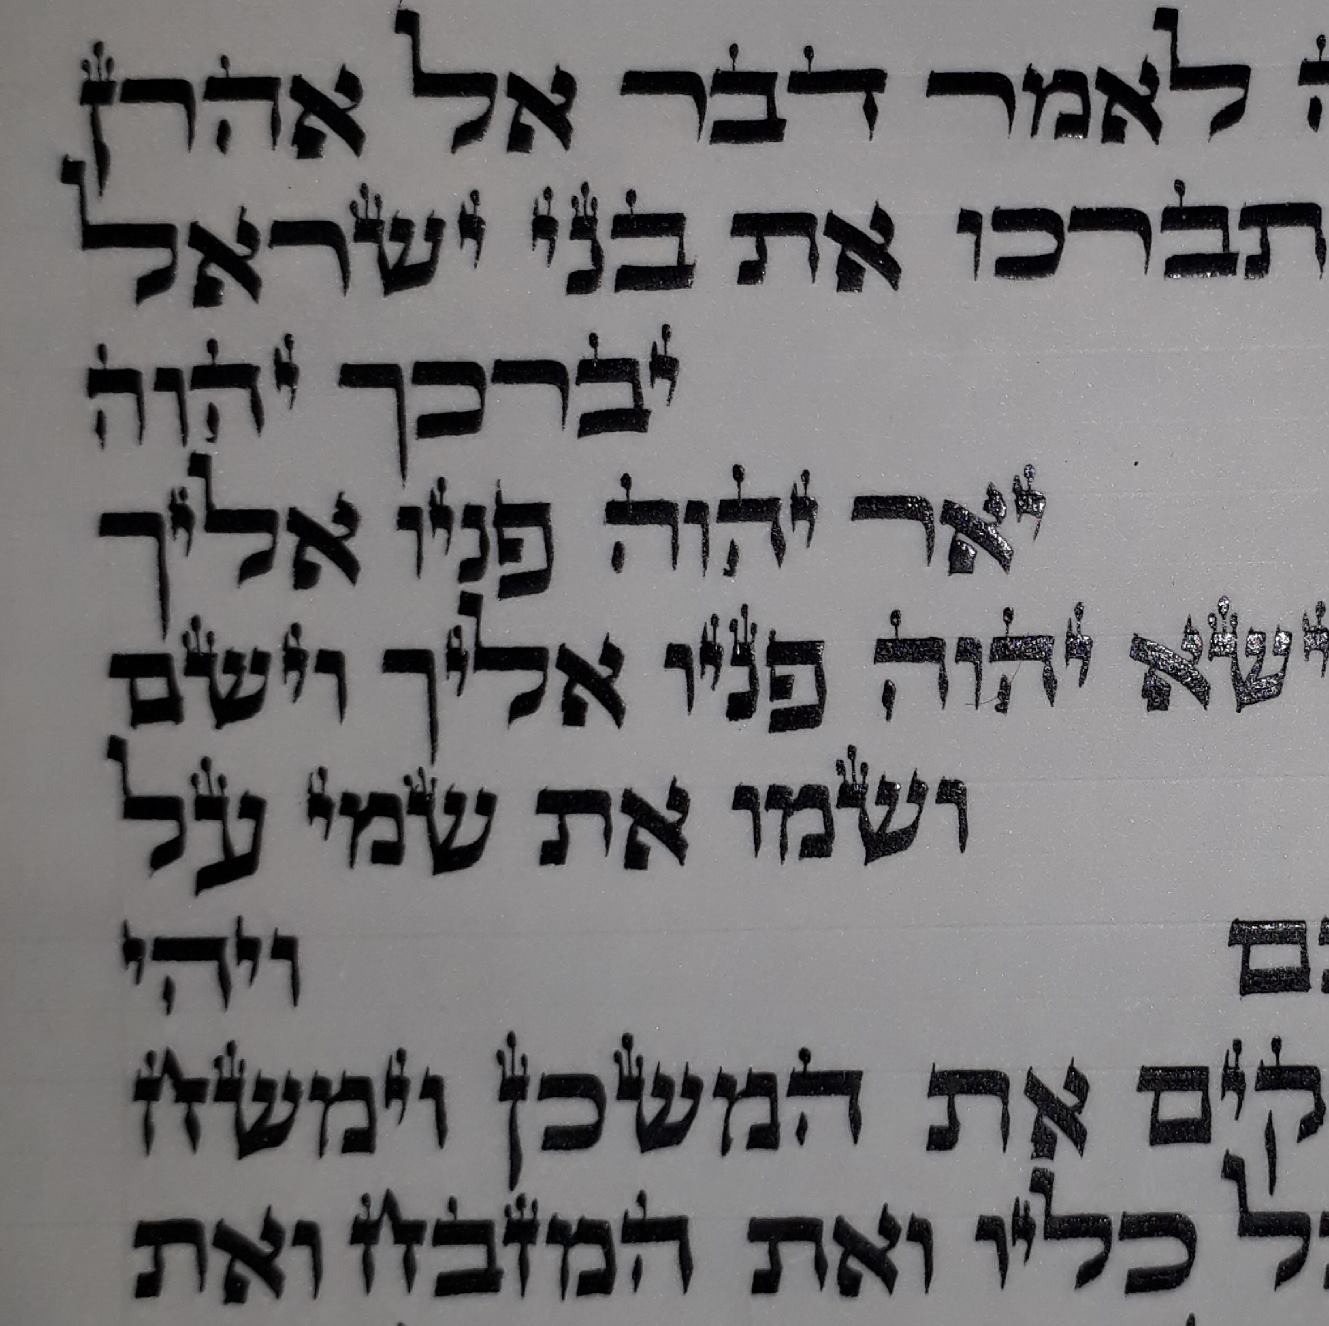 לאמר דבר אל אהרן
תברכו את בני ישראל
יברכך יהוה
יאר יהוה פניו אליך
ישא יהוה פניו אליך וישם
ושמו את שמי על
ויהי
קים את המשכן וימשח
כליו ואת המזבח ואת